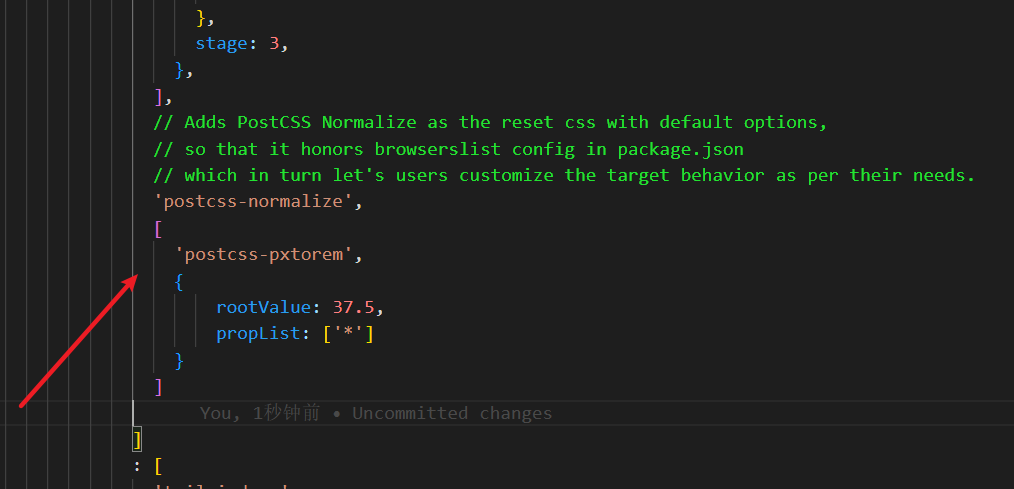 },
stage: 3,
},
],
// Adds PostCSS Normalize as the reset css with default options,
// so that it honors browserslist config in package.json
// which in turn let's users customize the target behavior as per their needs.
'postcss-normalize',
[
'postcss-pxtorem',
{
rootValue: 37.5,
propList: ['*']
}
]
You, 1秒钟前 • Uncommitted changes
]
: [